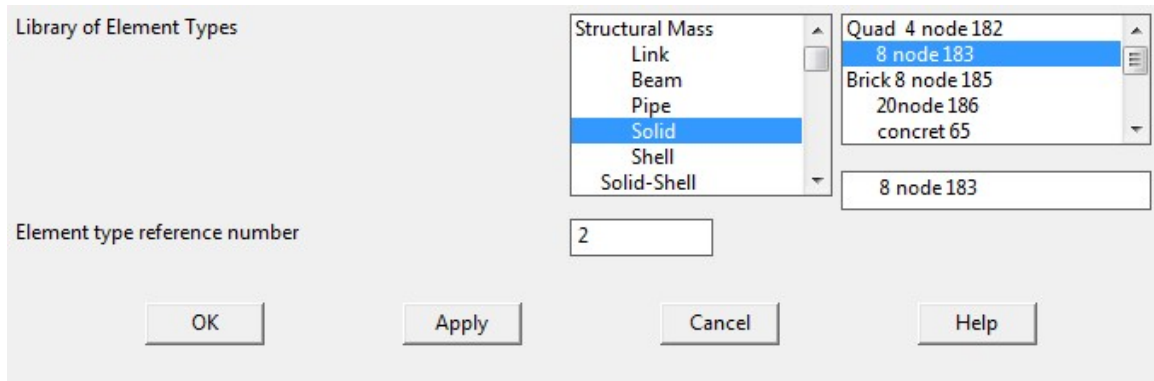 Library of Element Types
Structural Mass
Link
Beam
Pipe
Solid
Shell
Solid-Shell
Quad 4 node 182
8 node 183
Brick 8 node 185
20node 186
concret 65
8 node 183
Element type reference number
2
OK
Apply
Cancel
Help